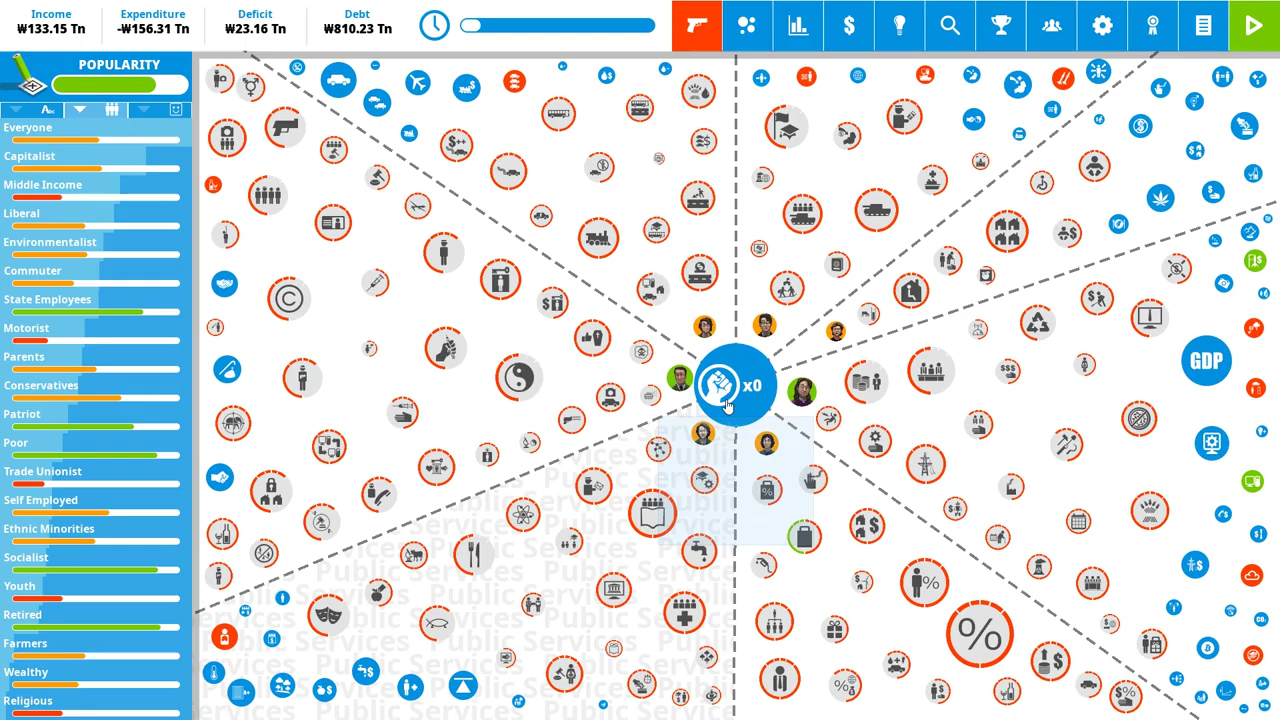 Income
₩133.15 Tn
Expenditure
-₩156.31 Tn
Deficit
₩23.16 Tn
Debt
₩810.23 Tn
POPULARITY
Everyone
Capitalist
Middle Income
Liberal
Environmentalist
Commuter
State Employees
Motorist
Parents
Conservatives
Patriot
Poor
Trade Unionist
Self Employed
Ethnic Minorities
Socialist
Youth
Retired
Farmers
Wealthy
Religious
x0
GDP
%
Public Services